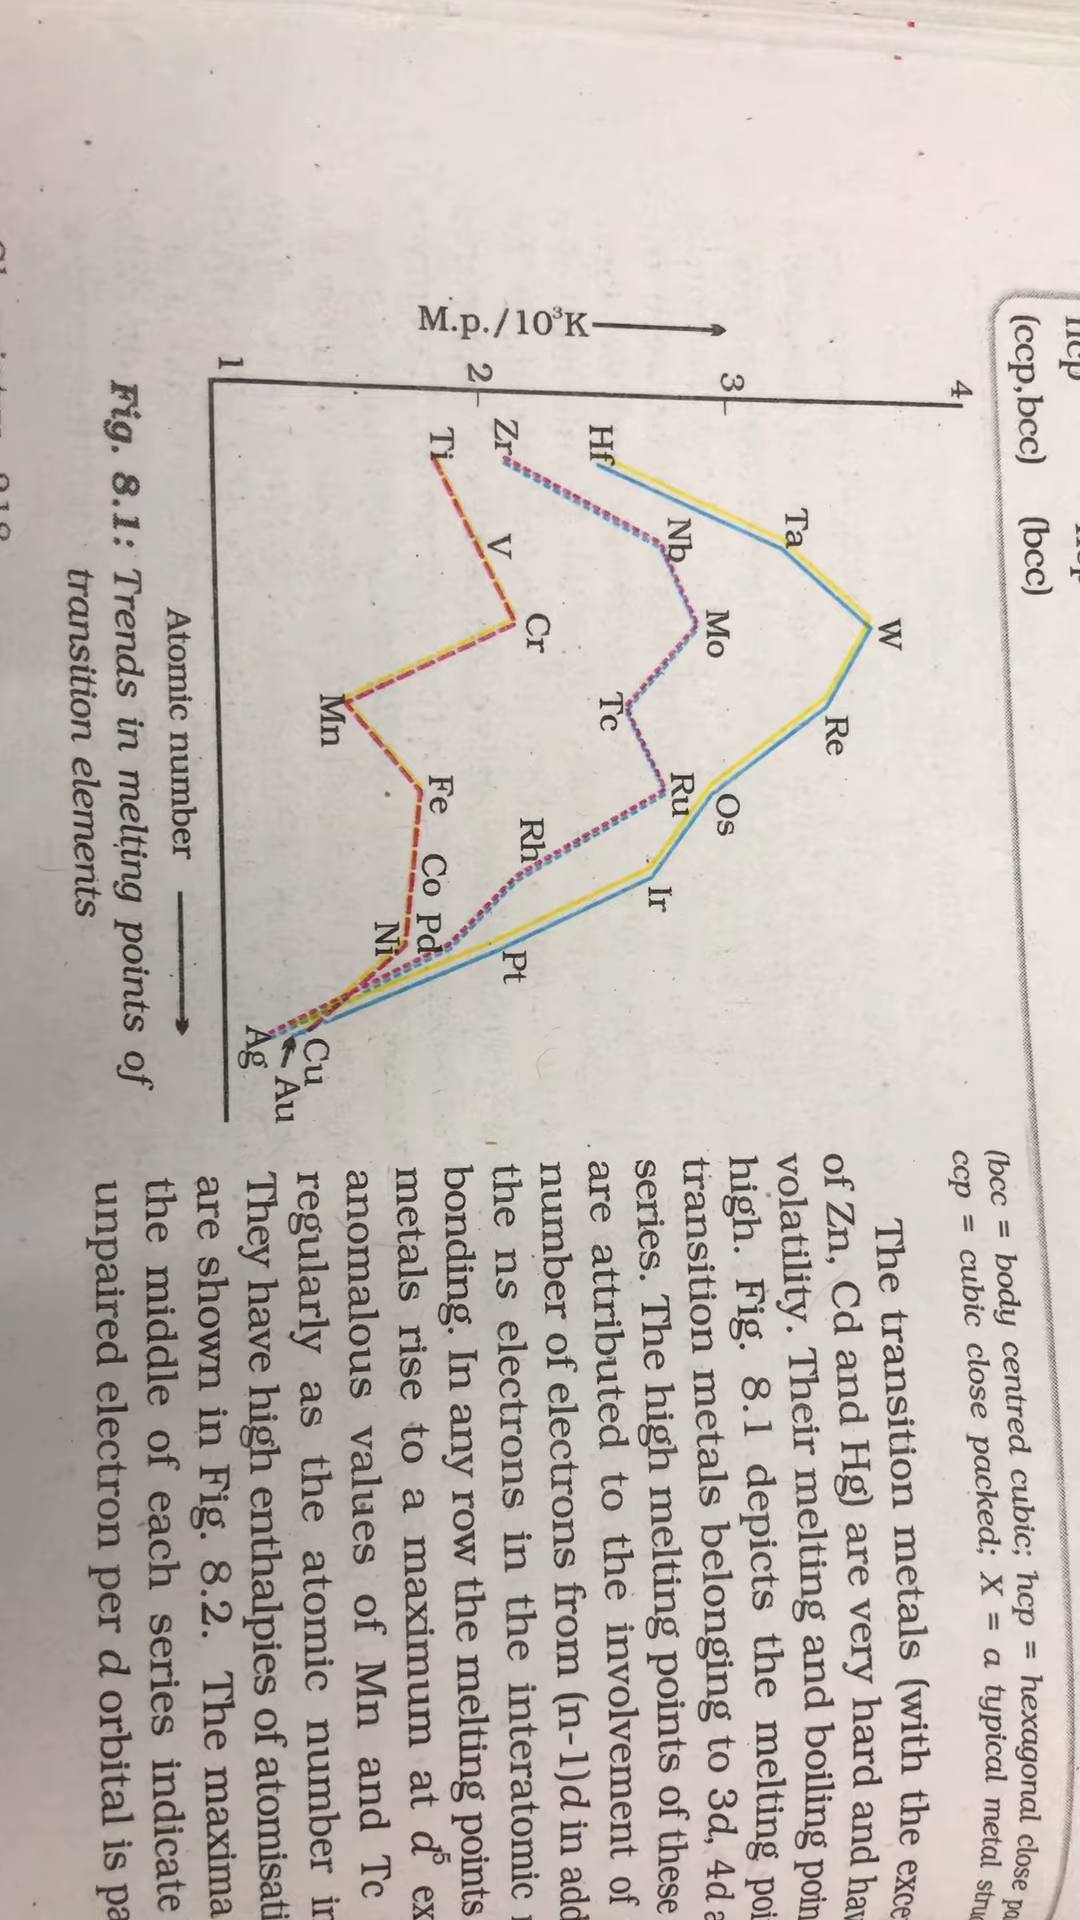 (ccp,bcc) (bcc)
(bcc = body centred cubic; hcp = hexagonal close
ccp = cubic close packed; X = a typical metal
4
3
2
1
M.p./10³K
W
Re
Ta
Os
Ir
Hf
Pt
Mo
Nb
Ru
Tc
Zr
Rh
Pd
Cr
V
Ti
Fe
Co
Ni
Mn
Cu
Au
Ag
Atomic number
Fig. 8.1: Trends in melting points of
transition elements
The transition metals (with the
of Zn, Cd and Hg) are very hard and
volatility. Their melting and boiling
high. Fig. 8.1 depicts the melting
transition metals belonging to 3d, 4d
series. The high melting points of these
are attributed to the involvement of
number of electrons from (n-1)d in
the ns electrons in the interatomic
bonding. In any row the melting points
metals rise to a maximum at d⁵
anomalous values of Mn and Tc
regularly as the atomic number
They have high enthalpies of
are shown in Fig. 8.2. The maxima
the middle of each series indicate
unpaired electron per d orbital is